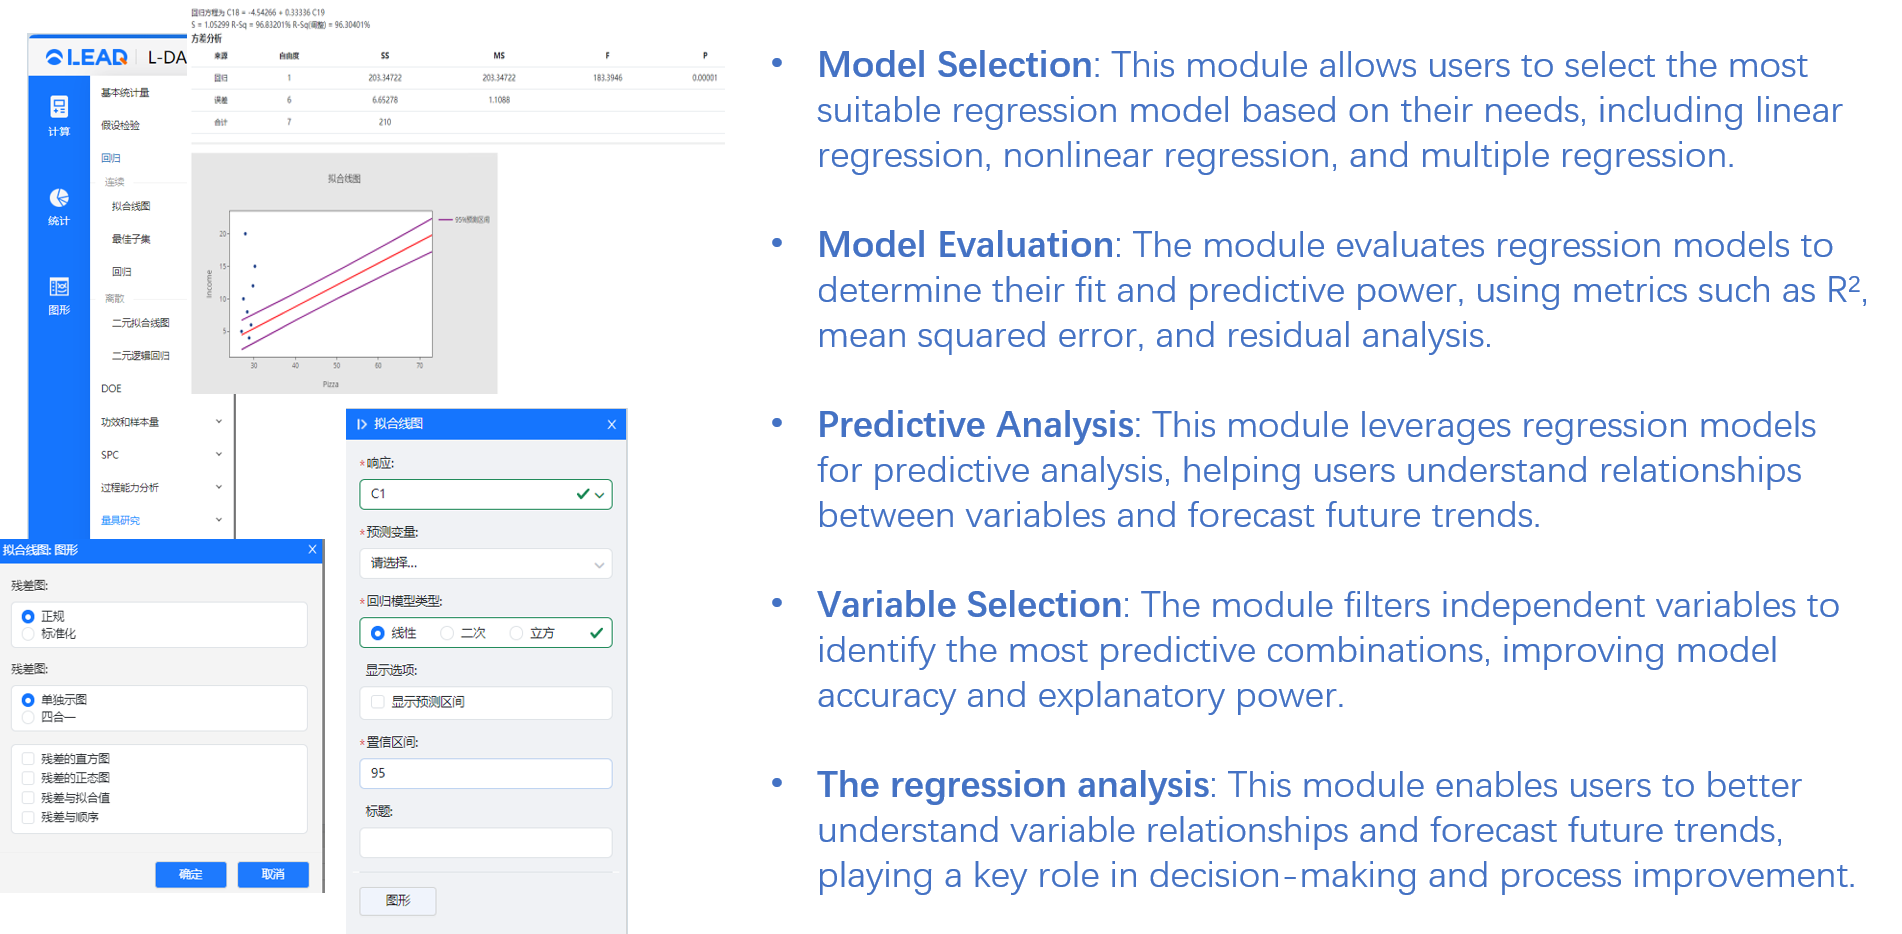 回归方程为 C18 = -4.54266 + 0.33336 C19
S = 1.05299 R-Sq = 96.83201% R-Sq(调整) = 96.30401%
方差分析
来源 自由度 SS MS F P
回归 1 203.34722 203.34722 183.3946 0.00001
误差 6 6.65278 1.1088
合计 7 210
LEAD L-DA
计算
统计
图形
基本统计量
假设检验
回归
连续
拟合线图
最佳子集
回归
离散
二元拟合线图
二元逻辑回归
DOE
功效和样本量
SPC
过程能力分析
量具研究
拟合线图
95%预测区间
Income
20
15
10
5
30 40 50 60 70
Pizza
拟合线图: 图形 X
残差图:
正规
标准化
残差图:
单独示图
四合一
残差的直方图
残差的正态图
残差与拟合值
残差与顺序
确定 取消
拟合线图 X
*响应:
C1
*预测变量:
请选择...
*回归模型类型:
线性 二次 立方
显示选项:
显示预测区间
*置信区间:
95
标题:
图形
• Model Selection: This module allows users to select the most
suitable regression model based on their needs, including linear
regression, nonlinear regression, and multiple regression.
• Model Evaluation: The module evaluates regression models to
determine their fit and predictive power, using metrics such as R²,
mean squared error, and residual analysis.
• Predictive Analysis: This module leverages regression models
for predictive analysis, helping users understand relationships
between variables and forecast future trends.
• Variable Selection: The module filters independent variables to
identify the most predictive combinations, improving model
accuracy and explanatory power.
• The regression analysis: This module enables users to better
understand variable relationships and forecast future trends,
playing a key role in decision-making and process improvement.